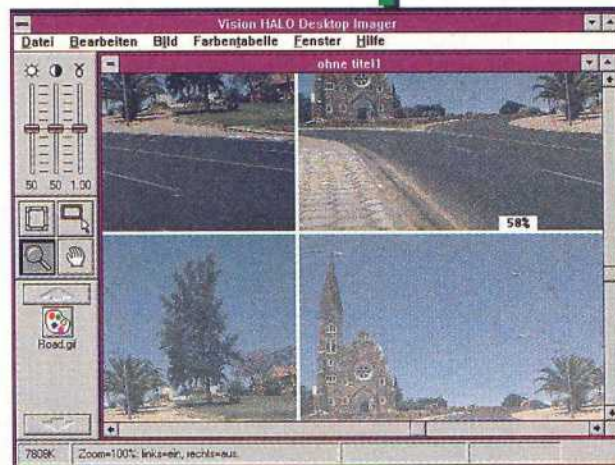 Vision HALO Desktop Imager
Datei Bearbeiten Bild Farbentabelle Fenster Hilfe
ohne titel1
50 50 1.00
58%
Road.gif
7809K Zoom=100%: links=ein, rechts=aus.